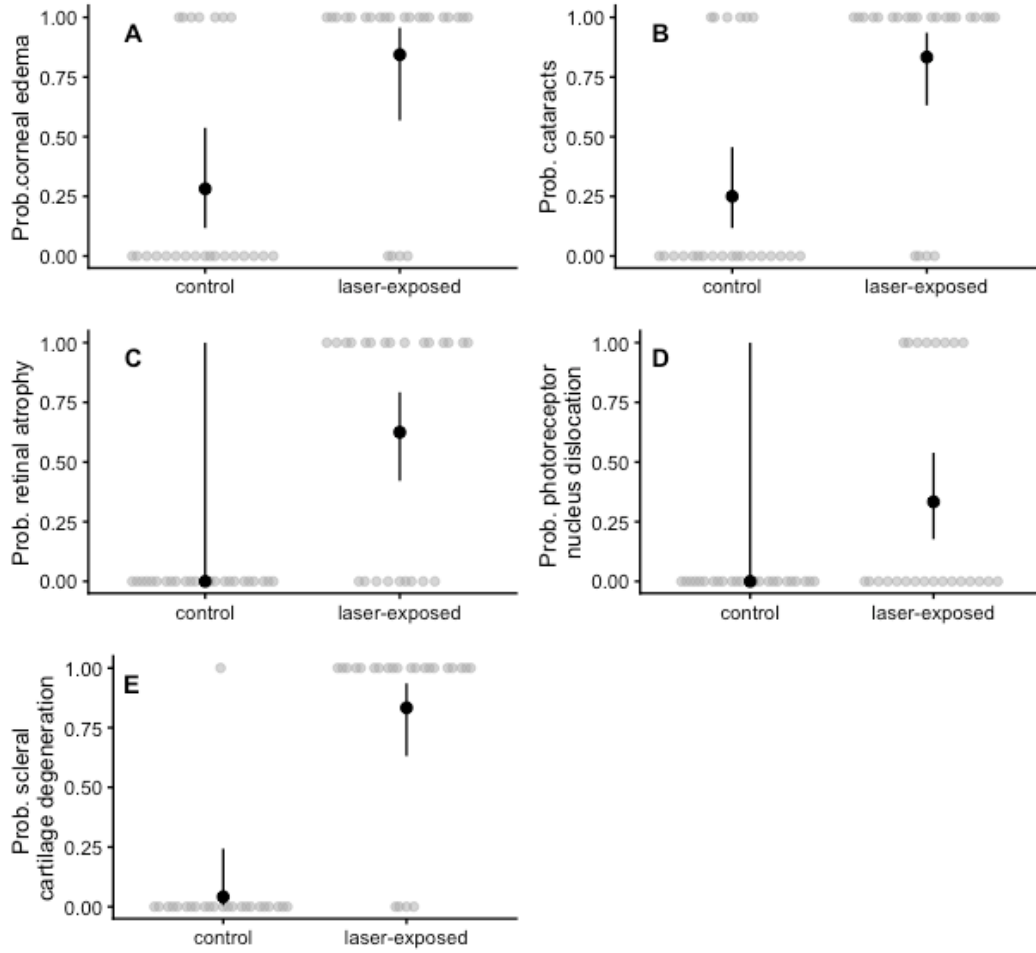 A
Prob.corneal edema
1.00
0.75
0.50
0.25
0.00
control
laser-exposed
B
Prob. cataracts
1.00
0.75
0.50
0.25
0.00
control
laser-exposed
C
Prob. retinal atrophy
1.00
0.75
0.50
0.25
0.00
control
laser-exposed
D
Prob. photoreceptor
nucleus dislocation
1.00
0.75
0.50
0.25
0.00
control
laser-exposed
E
Prob. scleral
cartilage degeneration
1.00
0.75
0.50
0.25
0.00
control
laser-exposed